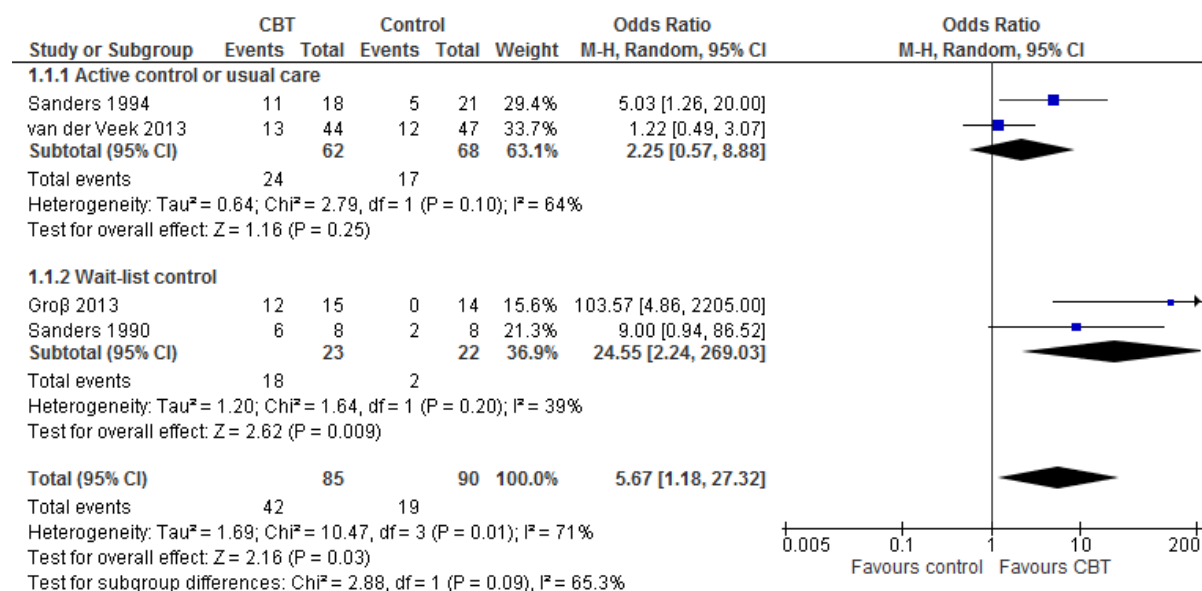 CBT Control Odds Ratio Odds Ratio
Study or Subgroup Events Total Events Total Weight M-H, Random, 95% CI M-H, Random, 95% CI
1.1.1 Active control or usual care
Sanders 1994 11 18 5 21 29.4% 5.03 [1.26, 20.00]
van der Veek 2013 13 44 12 47 33.7% 1.22 [0.49, 3.07]
Subtotal (95% CI) 62 68 63.1% 2.25 [0.57, 8.88]
Total events 24 17
Heterogeneity: Tau² = 0.64; Chi² = 2.79, df = 1 (P = 0.10); I² = 64%
Test for overall effect: Z = 1.16 (P = 0.25)
1.1.2 Wait-list control
Groβ 2013 12 15 0 14 15.6% 103.57 [4.86, 2205.00]
Sanders 1990 6 8 2 8 21.3% 9.00 [0.94, 86.52]
Subtotal (95% CI) 23 22 36.9% 24.55 [2.24, 269.03]
Total events 18 2
Heterogeneity: Tau² = 1.20; Chi² = 1.64, df = 1 (P = 0.20); I² = 39%
Test for overall effect: Z = 2.62 (P = 0.009)
Total (95% CI) 85 90 100.0% 5.67 [1.18, 27.32]
Total events 42 19
Heterogeneity: Tau² = 1.69; Chi² = 10.47, df = 3 (P = 0.01); I² = 71%
Test for overall effect: Z = 2.16 (P = 0.03)
Test for subgroup differences: Chi² = 2.88, df = 1 (P = 0.09), I² = 65.3%
0.005 0.1 1 10 200
Favours control Favours CBT